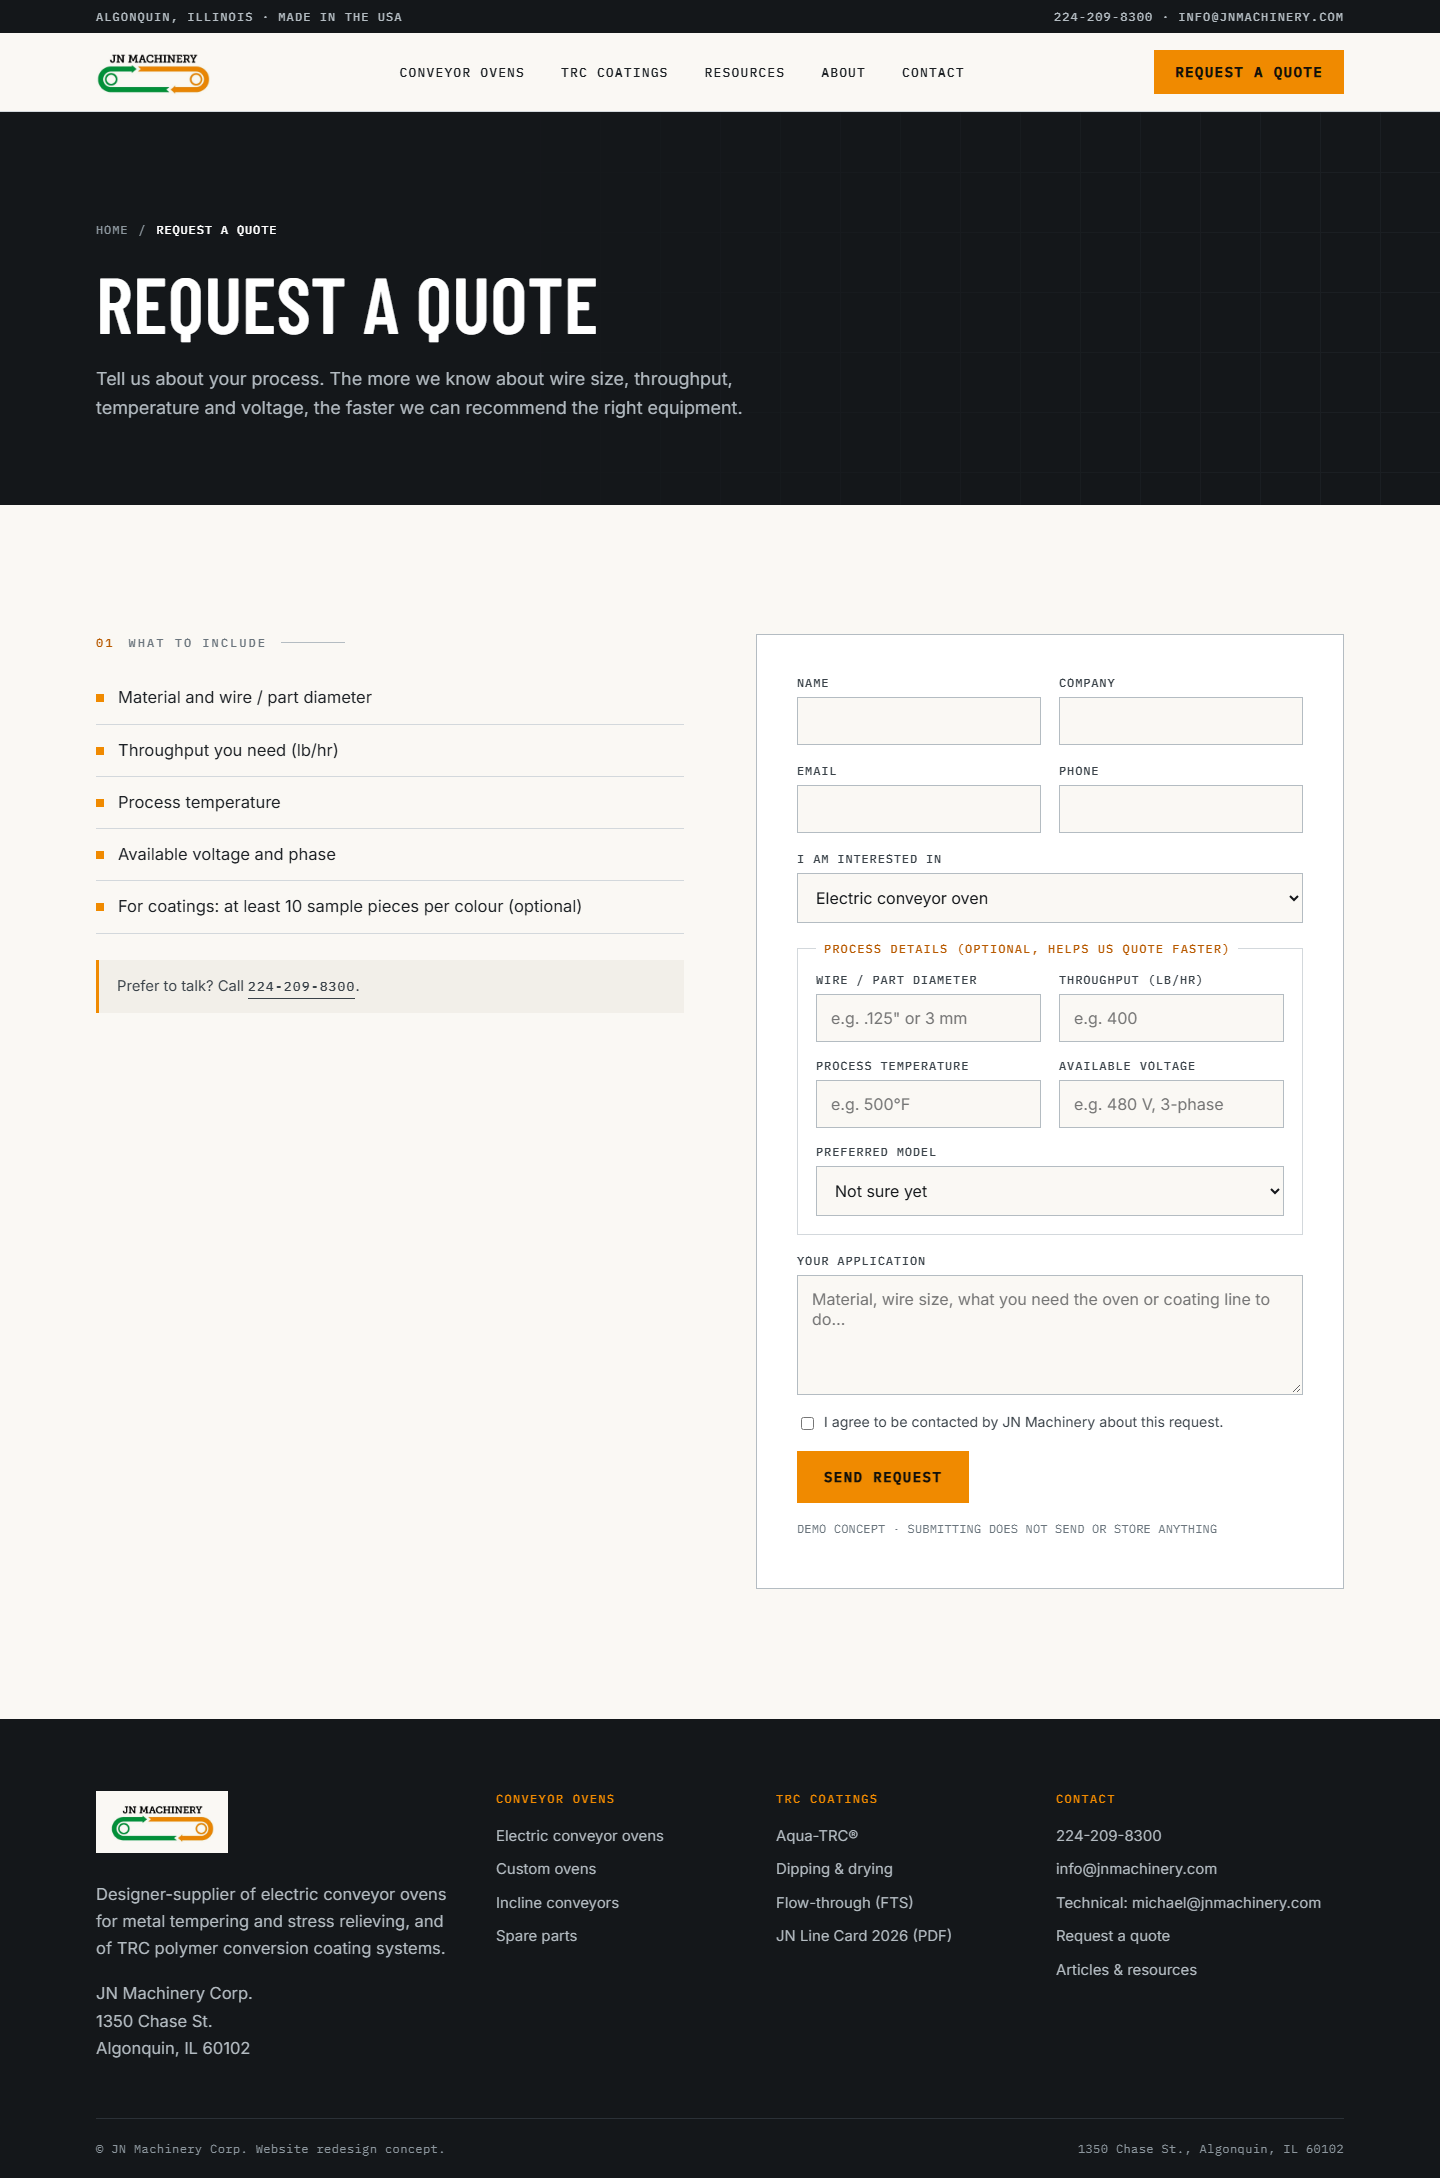 ALGONQUIN, ILLINOIS · MADE IN THE USA
224-209-8300 · INFO@JNMACHINERY.COM
JN MACHINERY
CONVEYOR OVENS
TRC COATINGS
RESOURCES
ABOUT
CONTACT
REQUEST A QUOTE
HOME / REQUEST A QUOTE
REQUEST A QUOTE
Tell us about your process. The more we know about wire size, throughput,
temperature and voltage, the faster we can recommend the right equipment.
01 WHAT TO INCLUDE
Material and wire / part diameter
Throughput you need (lb/hr)
Process temperature
Available voltage and phase
For coatings: at least 10 sample pieces per colour (optional)
Prefer to talk? Call 224-209-8300.
NAME
COMPANY
EMAIL
PHONE
I AM INTERESTED IN
Electric conveyor oven
PROCESS DETAILS (OPTIONAL, HELPS US QUOTE FASTER)
WIRE / PART DIAMETER
THROUGHPUT (LB/HR)
e.g. .125" or 3 mm
e.g. 400
PROCESS TEMPERATURE
AVAILABLE VOLTAGE
e.g. 500°F
e.g. 480 V, 3-phase
PREFERRED MODEL
Not sure yet
YOUR APPLICATION
Material, wire size, what you need the oven or coating line to
do…
I agree to be contacted by JN Machinery about this request.
SEND REQUEST
DEMO CONCEPT · SUBMITTING DOES NOT SEND OR STORE ANYTHING
JN MACHINERY
Designer-supplier of electric conveyor ovens
for metal tempering and stress relieving, and
of TRC polymer conversion coating systems.
JN Machinery Corp.
1350 Chase St.
Algonquin, IL 60102
CONVEYOR OVENS
Electric conveyor ovens
Custom ovens
Incline conveyors
Spare parts
TRC COATINGS
Aqua-TRC®
Dipping & drying
Flow-through (FTS)
JN Line Card 2026 (PDF)
CONTACT
224-209-8300
info@jnmachinery.com
Technical: michael@jnmachinery.com
Request a quote
Articles & resources
© JN Machinery Corp. Website redesign concept.
1350 Chase St., Algonquin, IL 60102